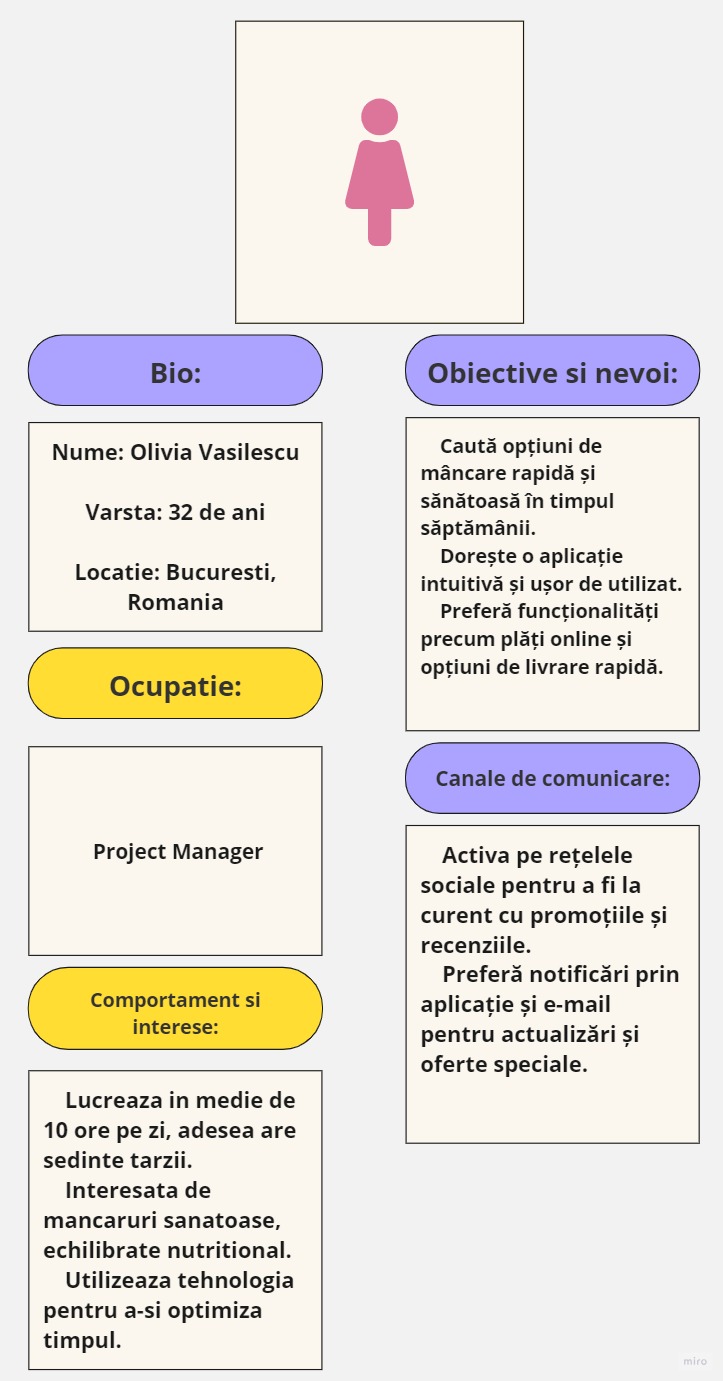 Bio:
Nume: Olivia Vasilescu
Varsta: 32 de ani
Locatie: Bucuresti,
Romania
Ocupatie:
Project Manager
Comportament si
interese:
Lucreaza in medie de
10 ore pe zi, adesea are
sedinte tarzii.
Interesata de
mancaruri sanatoase,
echilibrate nutritional.
Utilizeaza tehnologia
pentru a-si optimiza
timpul.
Obiective si nevoi:
Caută opțiuni de
mâncare rapidă și
sănătoasă în timpul
săptămânii.
Dorește o aplicație
intuitivă și ușor de utilizat.
Preferă funcționalități
precum plăți online și
opțiuni de livrare rapidă.
Canale de comunicare:
Activa pe rețelele
sociale pentru a fi la
curent cu promoțiile și
recenziile.
Preferă notificări prin
aplicație și e-mail
pentru actualizări și
oferte speciale.
miro